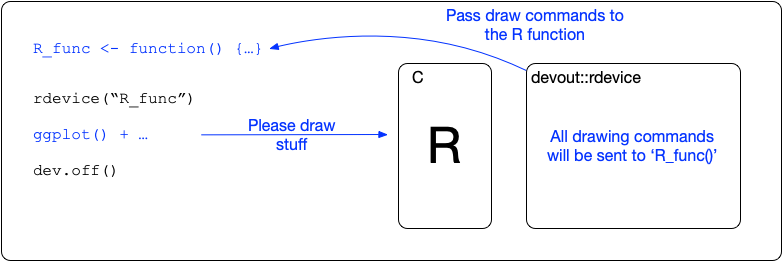 Pass draw commands to
the R function
R_func <- function() {…}
rdevice(“R_func”)
ggplot() + …
dev.off()
Please draw
stuff
C
R
devout::rdevice
All drawing commands
will be sent to ‘R_func()’